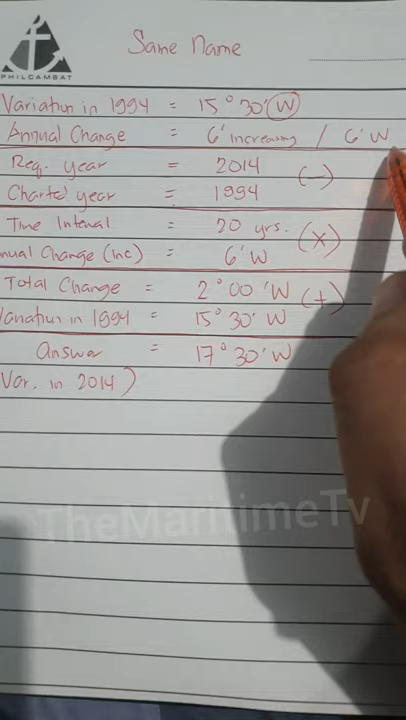 Same Name
PHILCAMSAT
Variation in 1994 = 15° 30' W
Annual Change = 6' increasing / 6' W
Req. year = 2014 (-)
Charted year = 1994
Time Interval = 20 yrs. (x)
nual Change (Inc) = 6' W
Total Change = 2° 00' W (+)
Variation in 1994 = 15° 30' W
Answer = 17° 30' W
Var. in 2014)
TheMaritimeTv